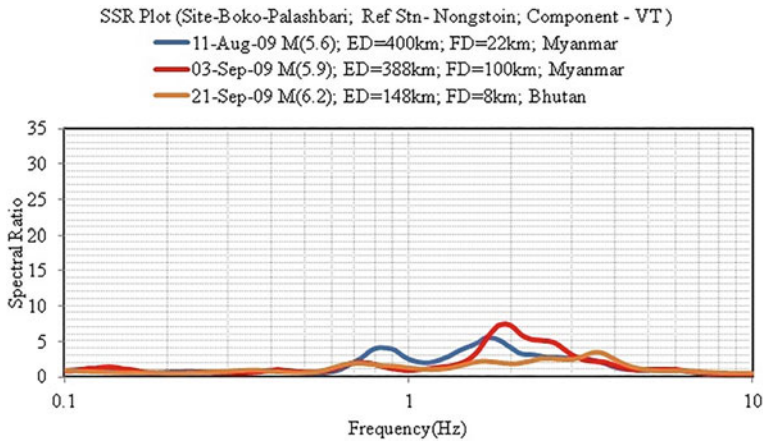 SSR Plot (Site-Boko-Palashbari; Ref Stn- Nongstoin; Component - VT )
11-Aug-09 M(5.6); ED=400km; FD=22km; Myanmar
03-Sep-09 M(5.9); ED=388km; FD=100km; Myanmar
21-Sep-09 M(6.2); ED=148km; FD=8km; Bhutan
35
30
25
20
15
10
5
0
Spectral Ratio
0.1
1
10
Frequency(Hz)